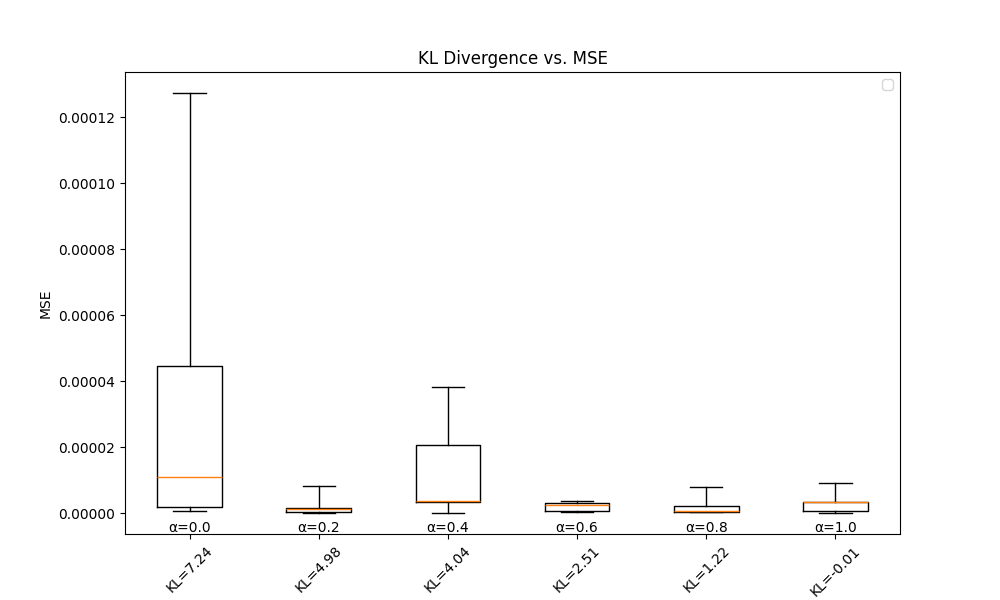 KL Divergence vs. MSE
MSE
0.00012
0.00010
0.00008
0.00006
0.00004
0.00002
0.00000
α=0.0 α=0.2 α=0.4 α=0.6 α=0.8 α=1.0
KL=7.24 KL=4.98 KL=4.04 KL=2.51 KL=1.22 KL=-0.01